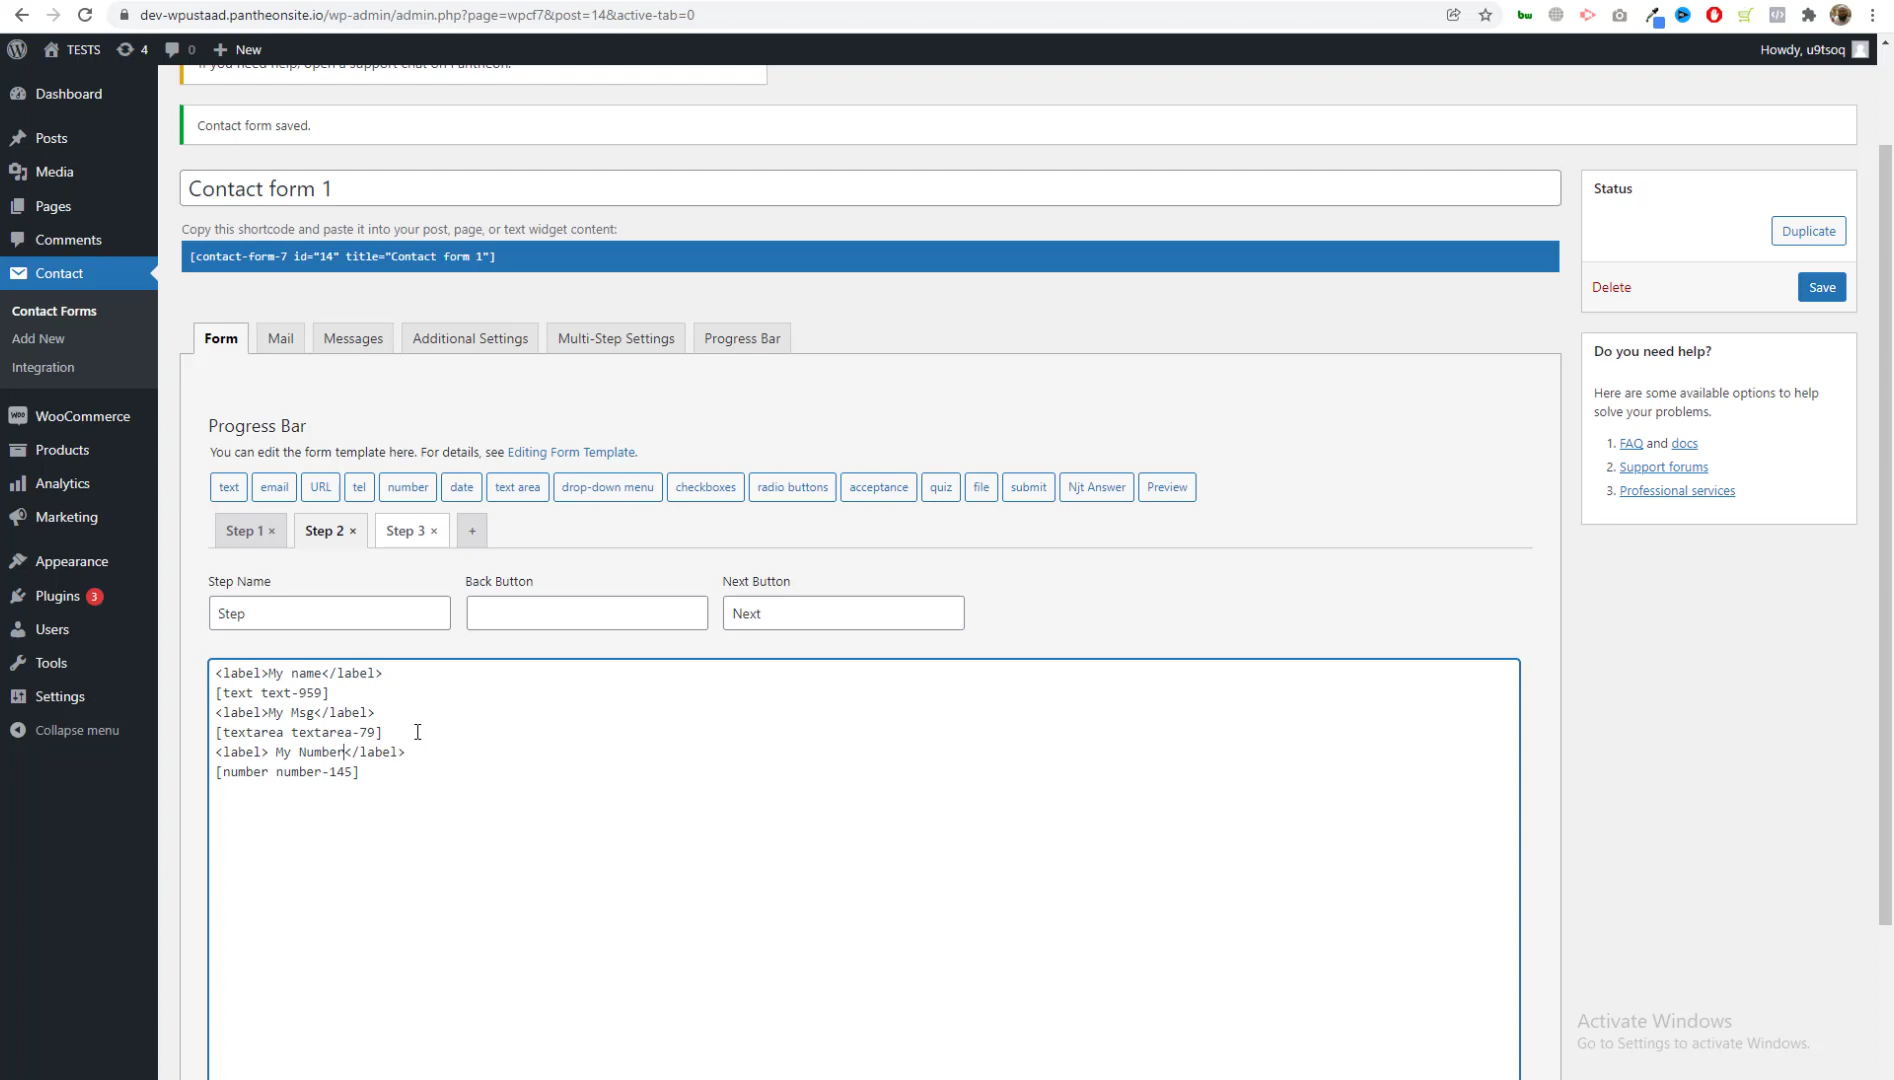 dev-wpustaad.pantheonsite.io/wp-admin/admin.php?page=wpcf7&post=14&active-tab=0
TESTS 4 0 New
Howdy, u9tsoq
If you need help, open a support chat on Pantheon.
Dashboard
Posts
Media
Pages
Comments
Contact
Contact Forms
Add New
Integration
WooCommerce
Products
Analytics
Marketing
Appearance
Plugins 3
Users
Tools
Settings
Collapse menu
Contact form saved.
Contact form 1
Copy this shortcode and paste it into your post, page, or text widget content:
[contact-form-7 id="14" title="Contact form 1"]
Form Mail Messages Additional Settings Multi-Step Settings Progress Bar
Progress Bar
You can edit the form template here. For details, see Editing Form Template.
text email URL tel number date text area drop-down menu checkboxes radio buttons acceptance quiz file submit Njt Answer Preview
Step 1 × Step 2 × Step 3 × +
Step Name Back Button Next Button
Step Next
<label>My name</label>
[text text-959]
<label>My Msg</label>
[textarea textarea-79]
<label> My Number</label>
[number number-145]
Status
Duplicate
Delete Save
Do you need help?
Here are some available options to help
solve your problems.
1. FAQ and docs
2. Support forums
3. Professional services
Activate Windows
Go to Settings to activate Windows.